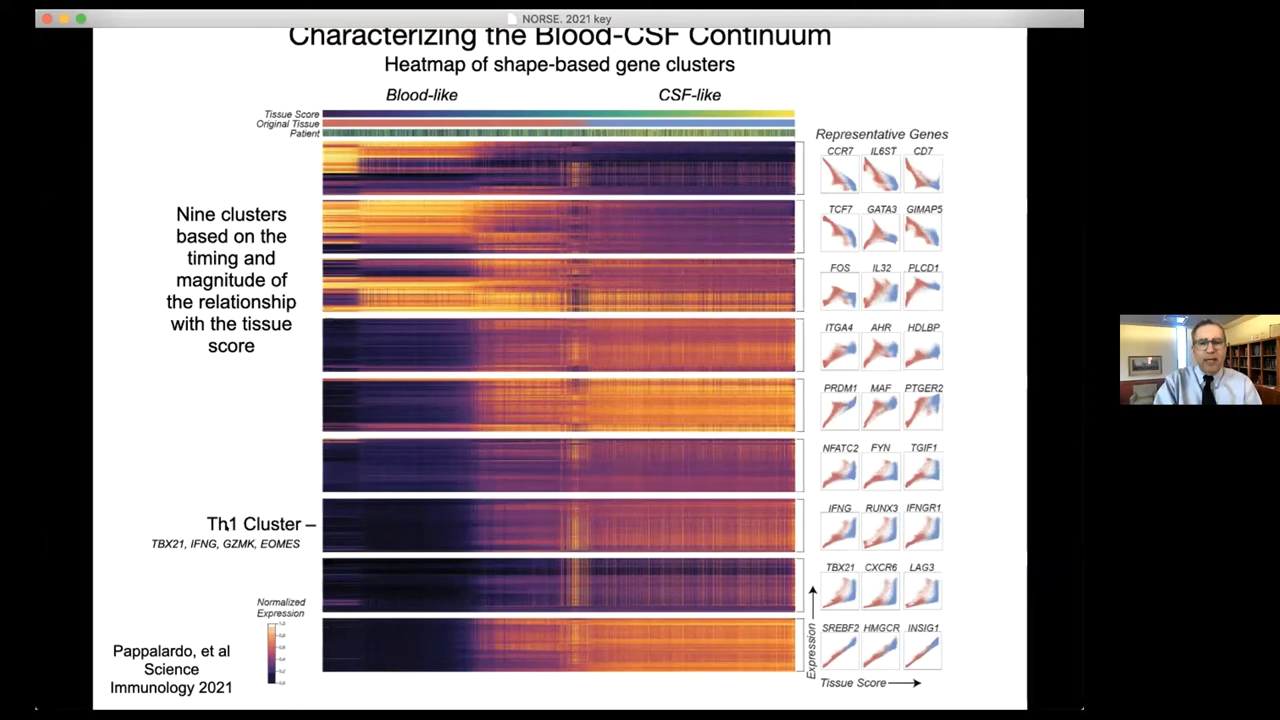 NORSE. 2021 key
Characterizing the Blood-CSF Continuum
Heatmap of shape-based gene clusters
Blood-like
CSF-like
Tissue Score
Original Tissue
Patient
Representative Genes
CCR7 IL6ST CD7
Nine clusters
based on the
timing and
magnitude of
the relationship
with the tissue
score
TCF7 GATA3 GIMAP5
FOS IL32 PLCD1
ITGA4 AHR HDLBP
PRDM1 MAF PTGER2
NFATC2 FYN TGIF1
IFNG RUNX3 IFNGR1
Th1 Cluster –
TBX21, IFNG, GZMK, EOMES
TBX21 CXCR6 LAG3
SREBF2 HMGCR INSIG1
Normalized
Expression
Pappalardo, et al
Science
Immunology 2021
Expression
Tissue Score